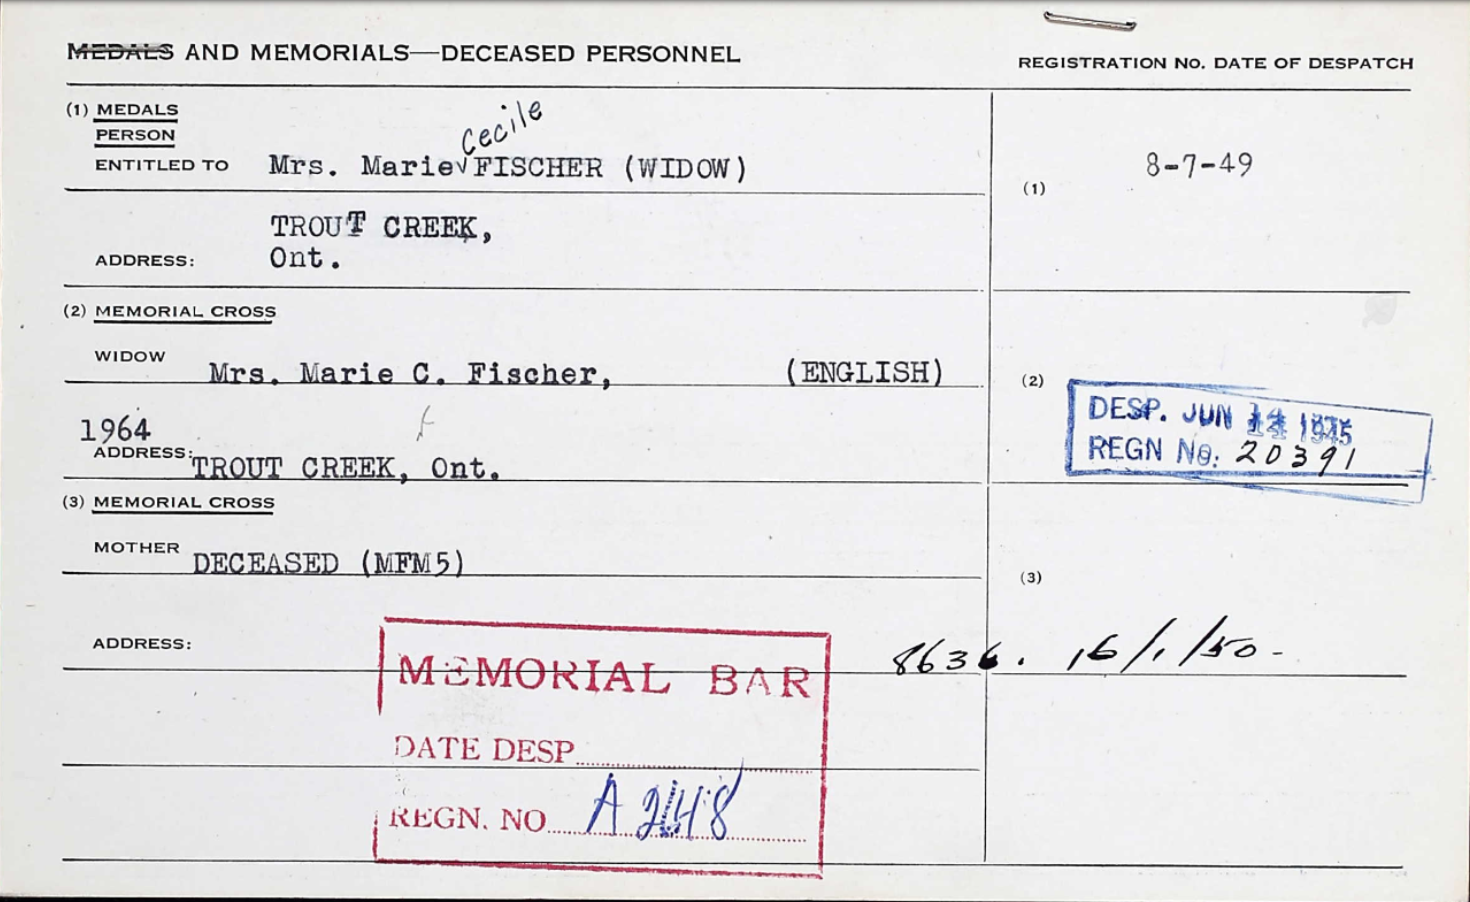 MEDALS AND MEMORIALS—DECEASED PERSONNEL
REGISTRATION No. DATE OF DESPATCH
(1) MEDALS
PERSON
Cecile
ENTITLED TO Mrs. Marie√FISCHER (WIDOW)
8-7-49
(1)
TROUT CREEK,
ADDRESS: Ont.
(2) MEMORIAL CROSS
WIDOW Mrs. Marie C. Fischer, (ENGLISH)
(2)
DESP. JUN 1945
REGN No. 20391
1964
ADDRESS: TROUT CREEK, Ont.
(3) MEMORIAL CROSS
MOTHER DECEASED (MFM5)
(3)
ADDRESS:
8636. 16/1/50-
MEMORIAL BAR
DATE DESP
REGN. NO A2148